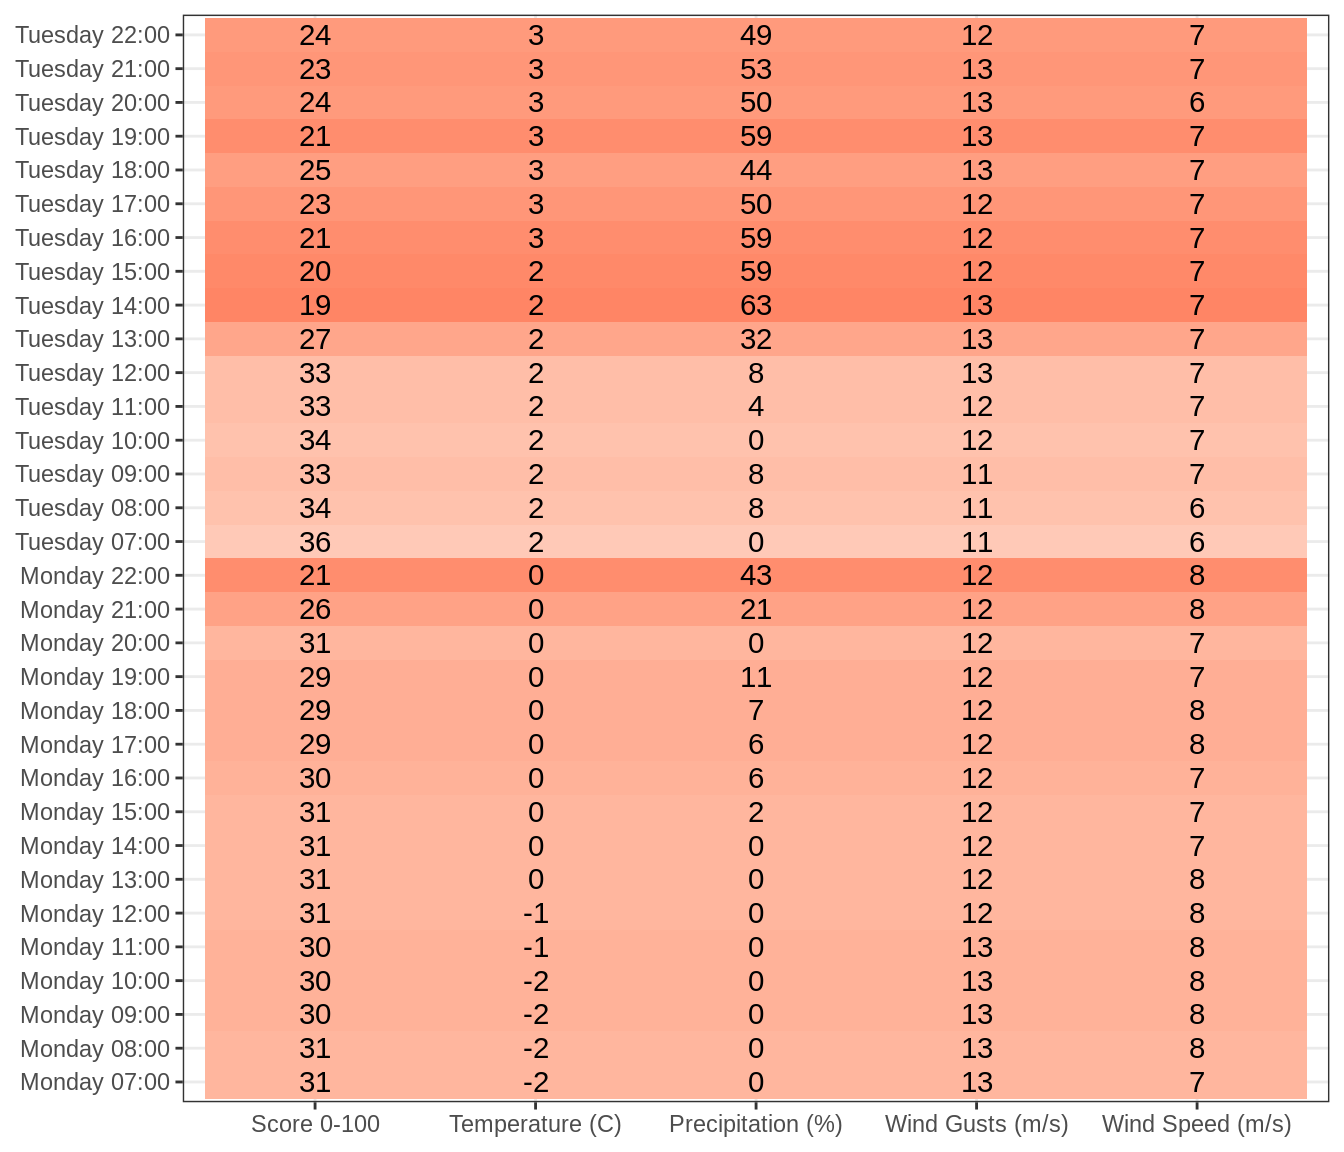 Tuesday 22:00 24 3 49 12 7
Tuesday 21:00 23 3 53 13 7
Tuesday 20:00 24 3 50 13 6
Tuesday 19:00 21 3 59 13 7
Tuesday 18:00 25 3 44 13 7
Tuesday 17:00 23 3 50 12 7
Tuesday 16:00 21 3 59 12 7
Tuesday 15:00 20 2 59 12 7
Tuesday 14:00 19 2 63 13 7
Tuesday 13:00 27 2 32 13 7
Tuesday 12:00 33 2 8 13 7
Tuesday 11:00 33 2 4 12 7
Tuesday 10:00 34 2 0 12 7
Tuesday 09:00 33 2 8 11 7
Tuesday 08:00 34 2 8 11 6
Tuesday 07:00 36 2 0 11 6
Monday 22:00 21 0 43 12 8
Monday 21:00 26 0 21 12 8
Monday 20:00 31 0 0 12 7
Monday 19:00 29 0 11 12 7
Monday 18:00 29 0 7 12 8
Monday 17:00 29 0 6 12 8
Monday 16:00 30 0 6 12 7
Monday 15:00 31 0 2 12 7
Monday 14:00 31 0 0 12 7
Monday 13:00 31 0 0 12 8
Monday 12:00 31 -1 0 12 8
Monday 11:00 30 -1 0 13 8
Monday 10:00 30 -2 0 13 8
Monday 09:00 30 -2 0 13 8
Monday 08:00 31 -2 0 13 8
Monday 07:00 31 -2 0 13 7
Score 0-100 Temperature (C) Precipitation (%) Wind Gusts (m/s) Wind Speed (m/s)